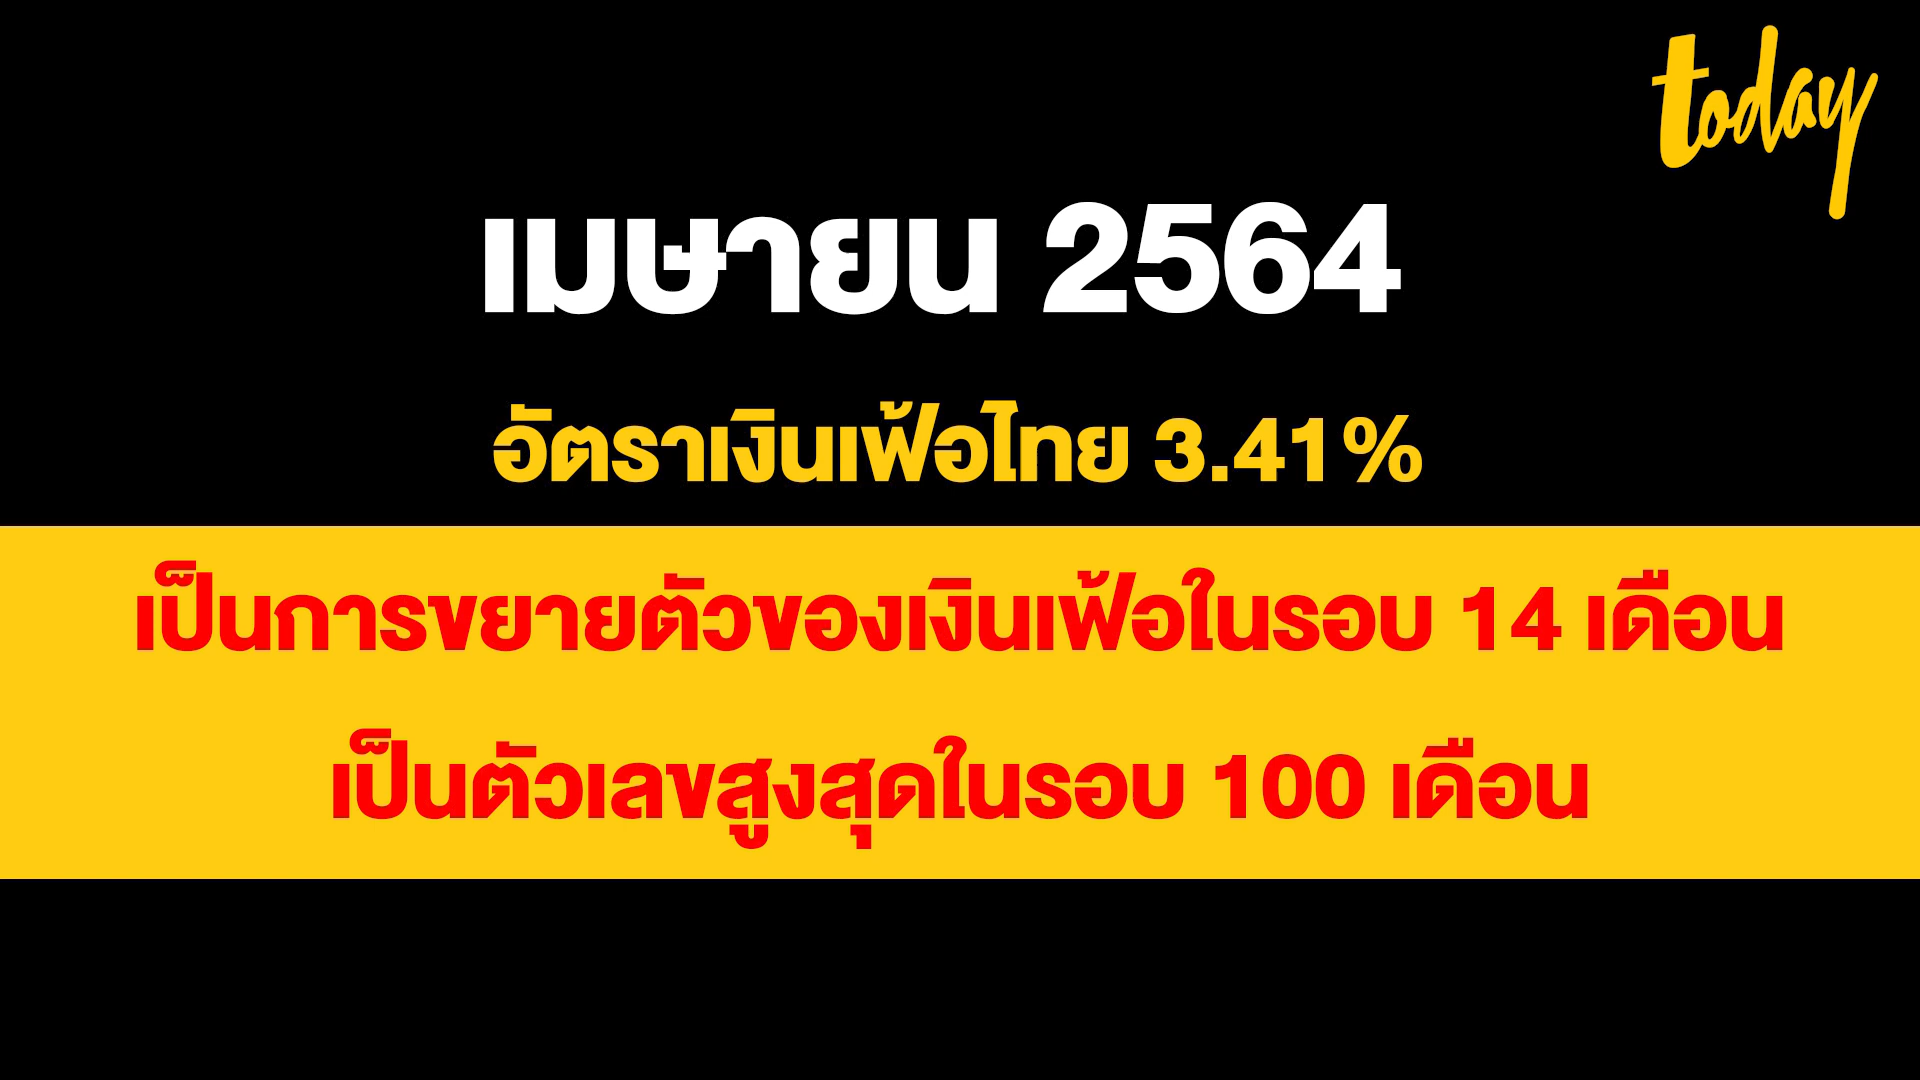 today
เมษายน 2564
อัตราเงินเฟ้อไทย 3.41%
เป็นการขยายตัวของเงินเฟ้อในรอบ 14 เดือน
เป็นตัวเลขสูงสุดในรอบ 100 เดือน